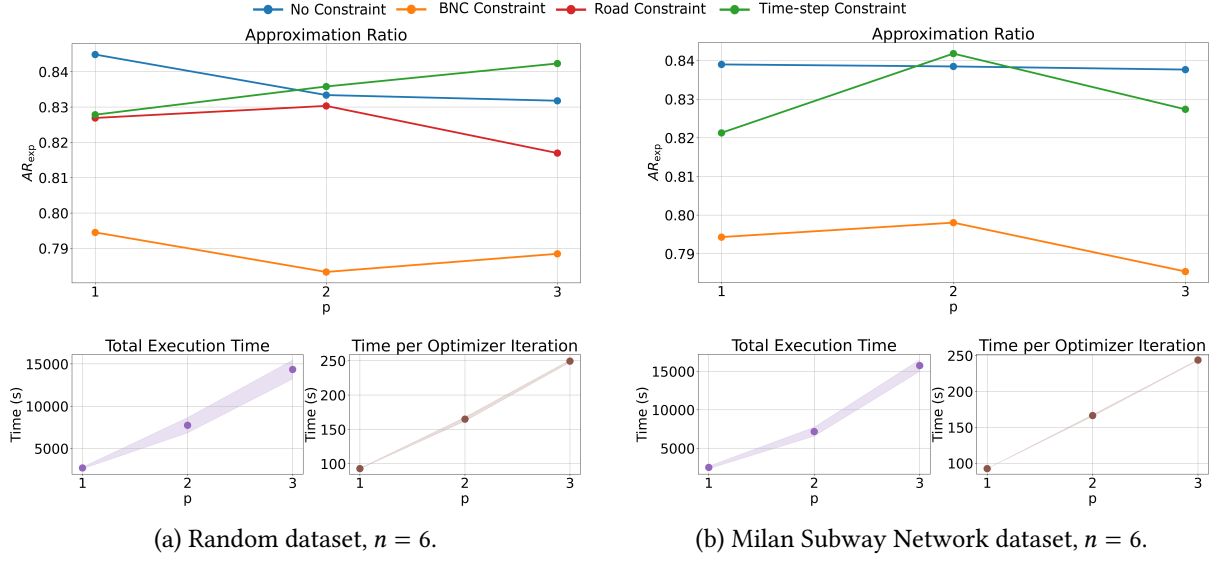 No Constraint BNC Constraint Road Constraint Time-step Constraint
Approximation Ratio
0.84
0.83
0.82
0.81
0.80
0.79
AR_exp
1 2 3
p
Total Execution Time
15000
10000
5000
Time (s)
1 2 3
p
Time per Optimizer Iteration
250
200
150
100
Time (s)
1 2 3
p
(a) Random dataset, n = 6.
Approximation Ratio
0.84
0.83
0.82
0.81
0.80
0.79
AR_exp
1 2 3
p
Total Execution Time
15000
10000
5000
Time (s)
1 2 3
p
Time per Optimizer Iteration
250
200
150
100
Time (s)
1 2 3
p
(b) Milan Subway Network dataset, n = 6.